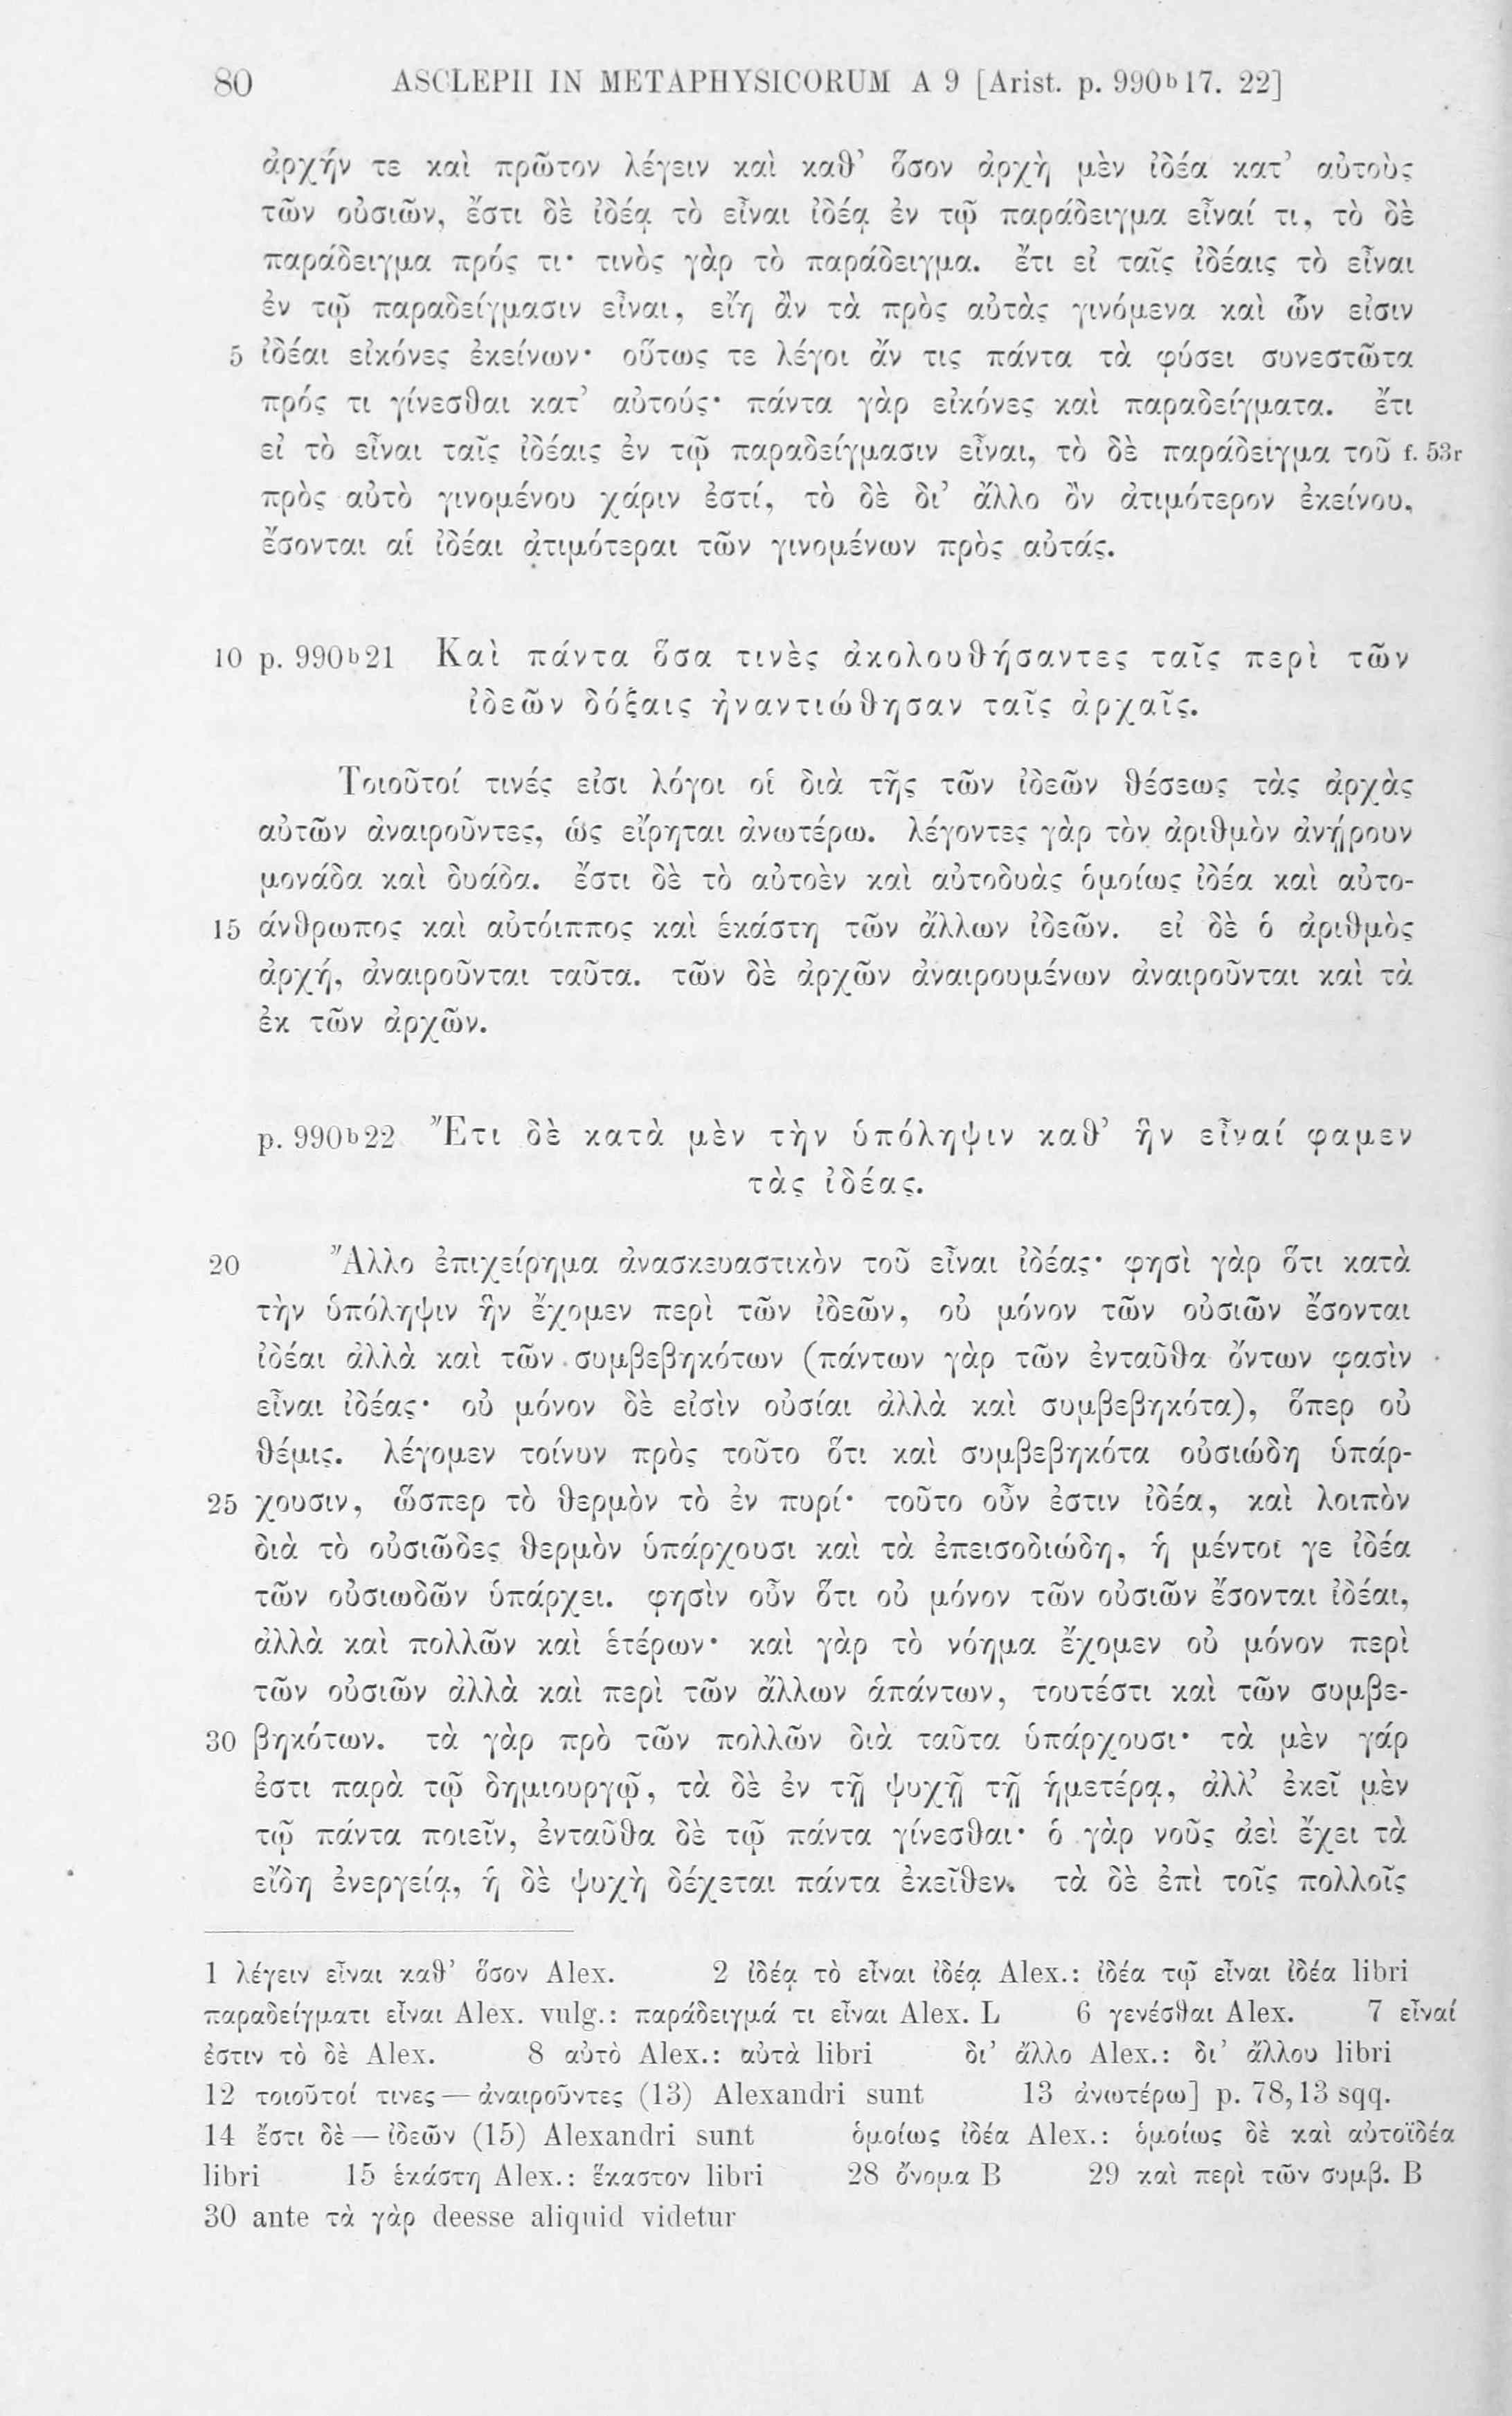 80 ASCLEPII IN METAPHYSICORUM A 9 [Arist. p. 990b17. 22]
ἀρχήν τε καὶ πρῶτον λέγειν καὶ καθ’ ὅσον ἀρχὴ μὲν ἰδέα κατ’ αὐτοὺς
τῶν οὐσιῶν, ἔστι δὲ ἰδέᾳ τὸ εἶναι ἰδέᾳ ἐν τῷ παράδειγμα εἶναί τι, τὸ δὲ
παράδειγμα πρός τι· τινὸς γὰρ τὸ παράδειγμα. ἔτι εἰ ταῖς ἰδέαις τὸ εἶναι
ἐν τῷ παραδείγμασιν εἶναι, εἴη ἂν τὰ πρὸς αὐτὰς γινόμενα καὶ ὧν εἰσιν
5 ἰδέαι εἰκόνες ἐκείνων· οὕτως τε λέγοι ἄν τις πάντα τὰ φύσει συνεστῶτα
πρός τι γίνεσθαι κατ’ αὐτούς· πάντα γὰρ εἰκόνες καὶ παραδείγματα. ἔτι
εἰ τὸ εἶναι ταῖς ἰδέαις ἐν τῷ παραδείγμασιν εἶναι, τὸ δὲ παράδειγμα τοῦ f. 53r
πρὸς αὐτὸ γινομένου χάριν ἐστί, τὸ δὲ δι’ ἄλλο ὂν ἀτιμότερον ἐκείνου,
ἔσονται αἱ ἰδέαι ἀτιμότεραι τῶν γινομένων πρὸς αὐτάς.
10 p. 990b21 Καὶ πάντα ὅσα τινὲς ἀκολουθήσαντες ταῖς περὶ τῶν
ἰδεῶν δόξαις ἠναντιώθησαν ταῖς ἀρχαῖς.
Τοιοῦτοί τινές εἰσι λόγοι οἱ διὰ τῆς τῶν ἰδεῶν θέσεως τὰς ἀρχὰς
αὐτῶν ἀναιροῦντες, ὡς εἴρηται ἀνωτέρω. λέγοντες γὰρ τὸν ἀριθμὸν ἀνῄρουν
μονάδα καὶ δυάδα. ἔστι δὲ τὸ αὐτοὲν καὶ αὐτοδυὰς ὁμοίως ἰδέα καὶ αὐτο-
15 άνθρωπος καὶ αὐτόιππος καὶ ἑκάστη τῶν ἄλλων ἰδεῶν. εἰ δὲ ὁ ἀριθμὸς
ἀρχή, ἀναιροῦνται ταῦτα. τῶν δὲ ἀρχῶν ἀναιρουμένων ἀναιροῦνται καὶ τὰ
ἐκ τῶν ἀρχῶν.
p. 990b22 Ἔτι δὲ κατὰ μὲν τὴν ὑπόληψιν καθ’ ἣν εἶναί φαμεν
τὰς ἰδέας.
20 Ἄλλο ἐπιχείρημα ἀνασκευαστικὸν τοῦ εἶναι ἰδέας· φησὶ γὰρ ὅτι κατὰ
τὴν ὑπόληψιν ἣν ἔχομεν περὶ τῶν ἰδεῶν, οὐ μόνον τῶν οὐσιῶν ἔσονται
ἰδέαι ἀλλὰ καὶ τῶν συμβεβηκότων (πάντων γὰρ τῶν ἐνταῦθα ὄντων φασὶν
εἶναι ἰδέας· οὐ μόνον δὲ εἰσὶν οὐσίαι ἀλλὰ καὶ συμβεβηκότα), ὅπερ οὐ
θέμις. λέγομεν τοίνυν πρὸς τοῦτο ὅτι καὶ συμβεβηκότα οὐσιώδη ὑπάρ-
25 χουσιν, ὥσπερ τὸ θερμὸν τὸ ἐν πυρί· τοῦτο οὖν ἐστιν ἰδέα, καὶ λοιπὸν
διὰ τὸ οὐσιῶδες θερμὸν ὑπάρχουσι καὶ τὰ ἐπεισοδιώδη, ἡ μέντοι γε ἰδέα
τῶν οὐσιωδῶν ὑπάρχει. φησὶν οὖν ὅτι οὐ μόνον τῶν οὐσιῶν ἔσονται ἰδέαι,
ἀλλὰ καὶ πολλῶν καὶ ἑτέρων· καὶ γὰρ τὸ νόημα ἔχομεν οὐ μόνον περὶ
τῶν οὐσιῶν ἀλλὰ καὶ περὶ τῶν ἄλλων ἁπάντων, τουτέστι καὶ τῶν συμβε-
30 βηκότων. τὰ γὰρ πρὸ τῶν πολλῶν διὰ ταῦτα ὑπάρχουσι· τὰ μὲν γάρ
ἐστι παρὰ τῷ δημιουργῷ, τὰ δὲ ἐν τῇ ψυχῇ τῇ ἡμετέρᾳ, ἀλλ’ ἐκεῖ μὲν
τῷ πάντα ποιεῖν, ἐνταῦθα δὲ τῷ πάντα γίνεσθαι· ὁ γὰρ νοῦς ἀεὶ ἔχει τὰ
εἴδη ἐνεργείᾳ, ἡ δὲ ψυχὴ δέχεται πάντα ἐκεῖθεν. τὰ δὲ ἐπὶ τοῖς πολλοῖς
1 λέγειν εἶναι καθ’ ὅσον Alex. 2 ἰδέᾳ τὸ εἶναι ἰδέᾳ Alex.: ἰδέα τῷ εἶναι ἰδέα libri
παραδείγματι εἶναι Alex. vulg.: παράδειγμά τι εἶναι Alex. L 6 γενέσθαι Alex. 7 εἶναί
ἐστιν τὸ δὲ Alex. 8 αὐτὸ Alex.: αὐτὰ libri δι’ ἄλλο Alex.: δι’ ἄλλου libri
12 τοιοῦτοί τινες — ἀναιροῦντες (13) Alexandri sunt 13 ἀνωτέρω] p. 78,13 sqq.
14 ἔστι δὲ — ἰδεῶν (15) Alexandri sunt ὁμοίως ἰδέα Alex.: ὁμοίως δὲ καὶ αὐτοϊδέα
libri 15 ἑκάστη Alex.: ἕκαστον libri 28 ὄνομα B 29 καὶ περὶ τῶν συμβ. B
30 ante τὰ γὰρ deesse aliquid videtur